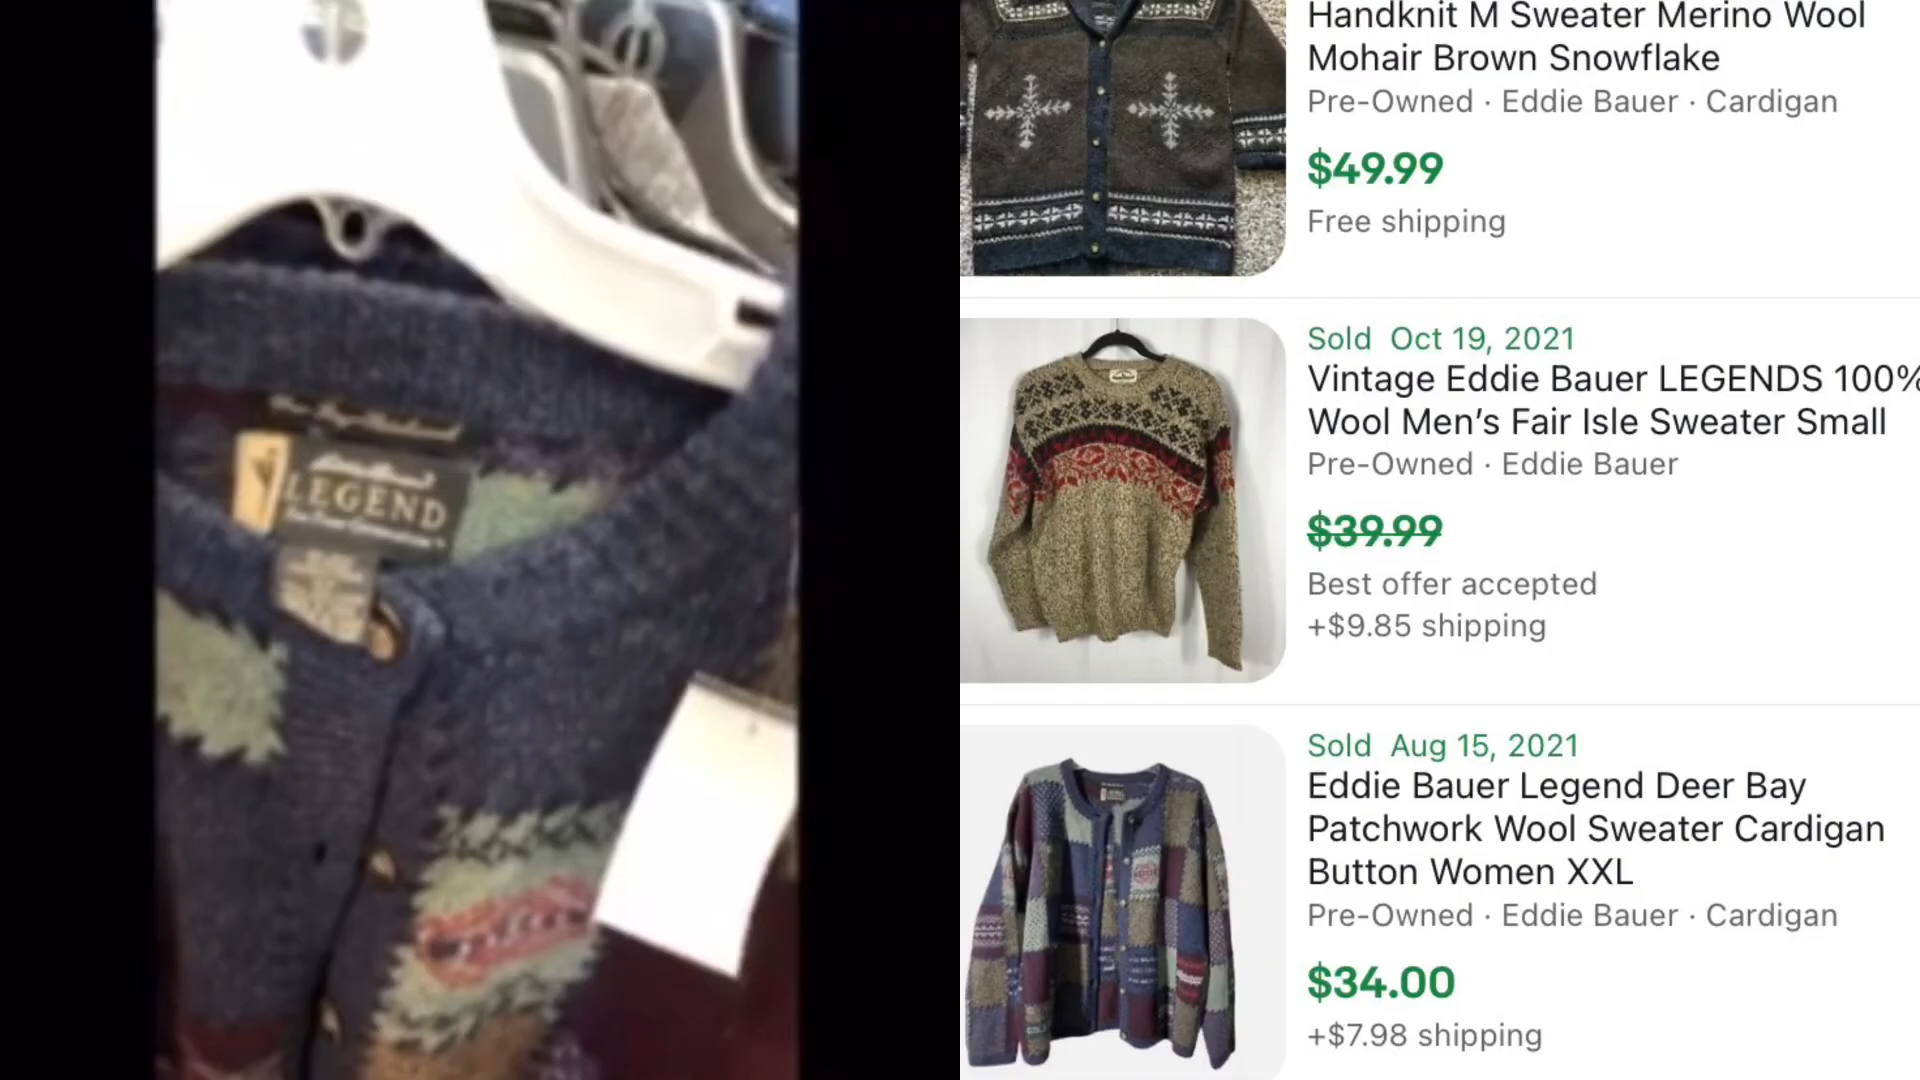 LEGEND
Handknit M Sweater Merino Wool
Mohair Brown Snowflake
Pre-Owned · Eddie Bauer · Cardigan
$49.99
Free shipping
Sold Oct 19, 2021
Vintage Eddie Bauer LEGENDS 100%
Wool Men's Fair Isle Sweater Small
Pre-Owned · Eddie Bauer
$39.99
Best offer accepted
+$9.85 shipping
Sold Aug 15, 2021
Eddie Bauer Legend Deer Bay
Patchwork Wool Sweater Cardigan
Button Women XXL
Pre-Owned · Eddie Bauer · Cardigan
$34.00
+$7.98 shipping